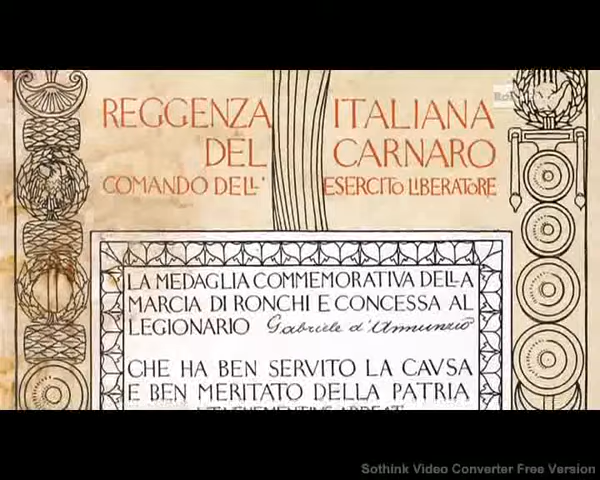 REGGENZA ITALIANA
DEL CARNARO
COMANDO DELL' ESERCITO LIBERATORE
LA MEDAGLIA COMMEMORATIVA DELLA
MARCIA DI RONCHI E CONCESSA AL
LEGIONARIO Gabriele d'Annunzio
CHE HA BEN SERVITO LA CAVSA
E BEN MERITATO DELLA PATRIA
Sothink Video Converter Free Version